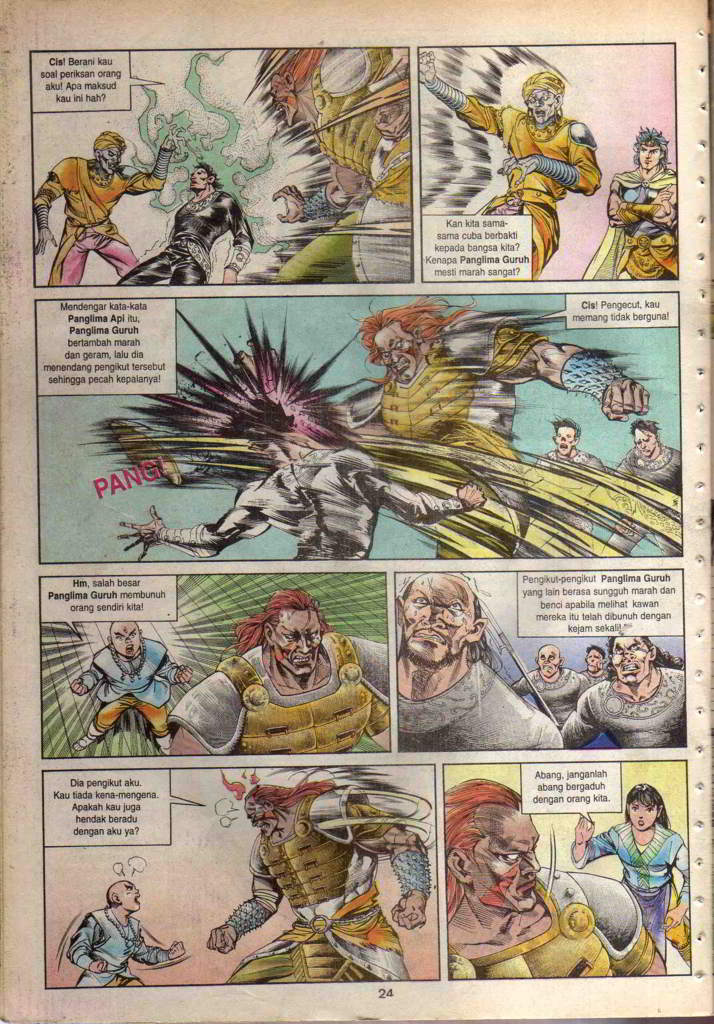 Cis! Berani kau
soal periksan orang
aku! Apa maksud
kau ini hah?
Kan kita sama-
sama cuba berbakti
kepada bangsa kita?
Kenapa Panglima Guruh
mesti marah sangat?
Mendengar kata-kata
Panglima Api itu,
Panglima Guruh
bertambah marah
dan geram, lalu dia
menendang pengikut tersebut
sehingga pecah kepalanya!
Cis! Pengecut, kau
memang tidak berguna!
PANG!
Hm, salah besar
Panglima Guruh membunuh
orang sendiri kita!
Pengikut-pengikut Panglima Guruh
yang lain berasa sungguh marah dan
benci apabila melihat kawan
mereka itu telah dibunuh dengan
kejam sekali!
Dia pengikut aku.
Kau tiada kena-mengena.
Apakah kau juga
hendak beradu
dengan aku ya?
Abang, janganlah
abang bergaduh
dengan orang kita.
24